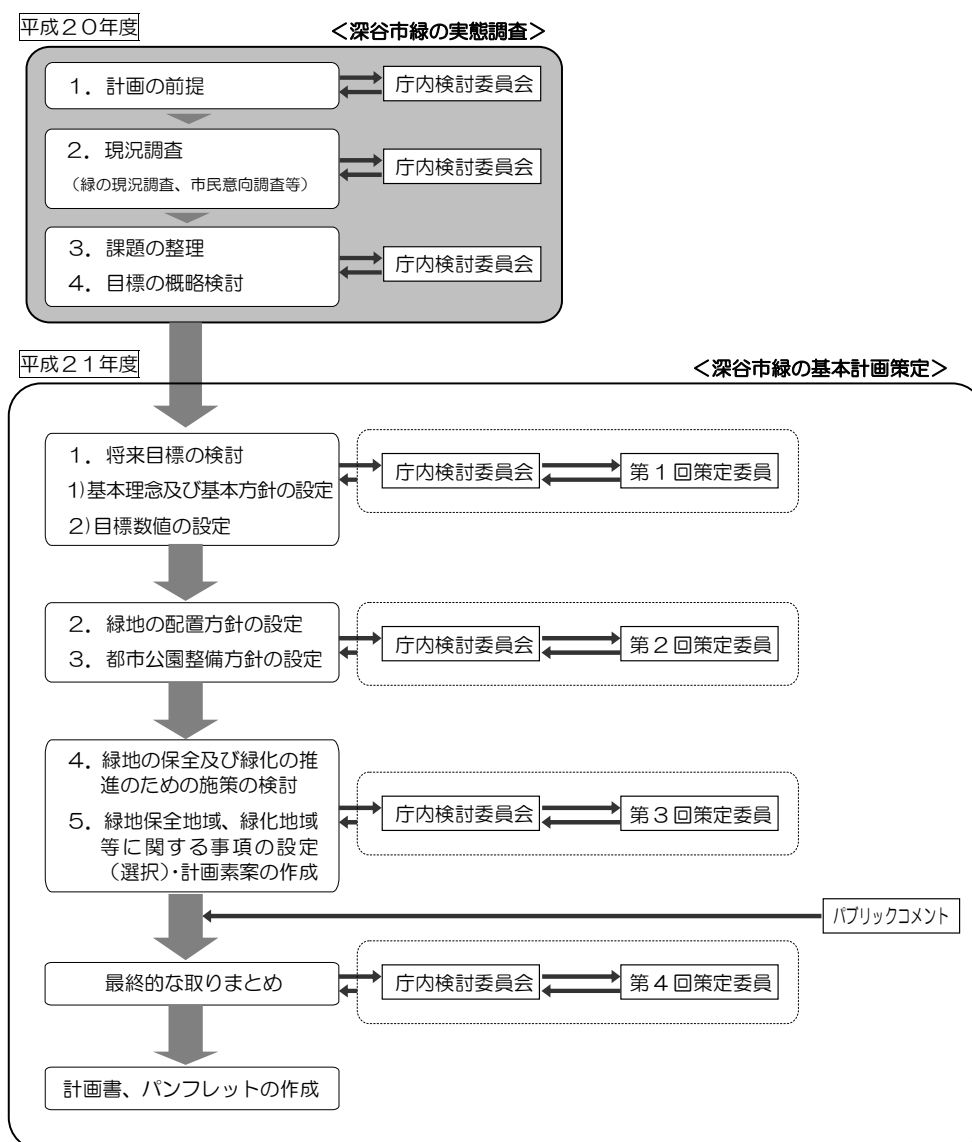 平成２０年度
＜深谷市緑の実態調査＞
１．計画の前提
庁内検討委員会
２．現況調査
（緑の現況調査、市民意向調査等）
庁内検討委員会
３．課題の整理
４．目標の概略検討
庁内検討委員会
平成２１年度
＜深谷市緑の基本計画策定＞
１．将来目標の検討
1)基本理念及び基本方針の設定
2)目標数値の設定
庁内検討委員会
第１回策定委員
２．緑地の配置方針の設定
３．都市公園整備方針の設定
庁内検討委員会
第２回策定委員
４．緑地の保全及び緑化の推
進のための施策の検討
５．緑地保全地域、緑化地域
等に関する事項の設定
（選択）・計画素案の作成
庁内検討委員会
第３回策定委員
パブリックコメント
最終的な取りまとめ
庁内検討委員会
第４回策定委員
計画書、パンフレットの作成